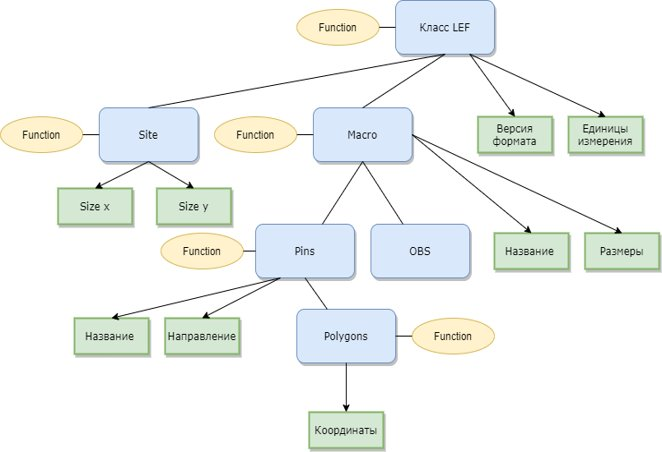 Function
Класс LEF
Function
Site
Function
Macro
Версия
формата
Единицы
измерения
Size x
Size y
Function
Pins
OBS
Название
Размеры
Название
Направление
Polygons
Function
Координаты